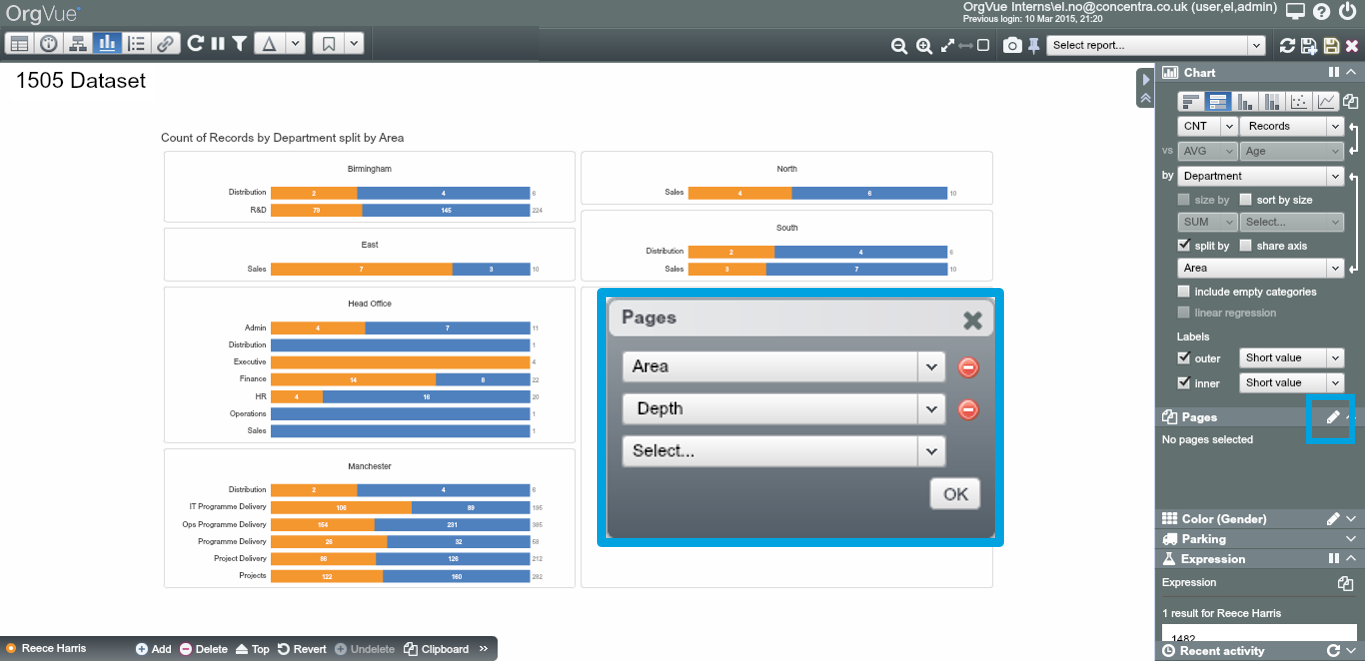 OrgVue
OrgVue Interns\el.no@concentra.co.uk (user,el,admin)
Previous login: 10 Mar 2015, 21:20
Select report...
1505 Dataset
Count of Records by Department split by Area
Birmingham
Distribution 2 4 6
R&D 79 145 224
East
Sales 7 3 10
Head Office
Admin 4 7 11
Distribution 1
Executive 4
Finance 14 8 22
HR 4 16 20
Operations 1
Sales 1
Manchester
Distribution 2 4 6
IT Programme Delivery 106 89 195
Ops Programme Delivery 154 231 385
Programme Delivery 26 32 58
Project Delivery 86 126 212
Projects 122 160 282
North
Sales 4 6 10
South
Distribution 2 4 6
Sales 3 7 10
Pages
Area
Depth
Select...
OK
Chart
CNT Records
vs AVG Age
by Department
size by sort by size
SUM Select...
split by share axis
Area
include empty categories
linear regression
Labels
outer Short value
inner Short value
Pages
No pages selected
Color (Gender)
Parking
Expression
Expression
1 result for Reece Harris
1482
Recent activity
Reece Harris Add Delete Top Revert Undelete Clipboard »